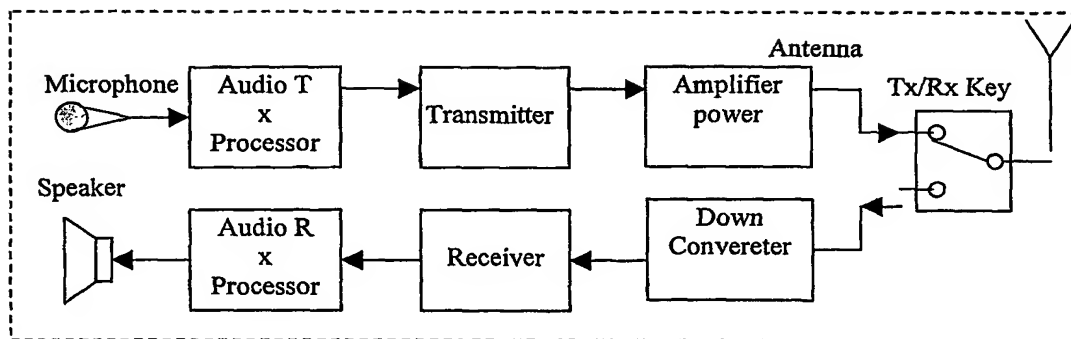 Antenna
Microphone
Audio T
x
Processor
Transmitter
Amplifier
power
Tx/Rx Key
Speaker
Audio R
x
Processor
Receiver
Down
Convereter